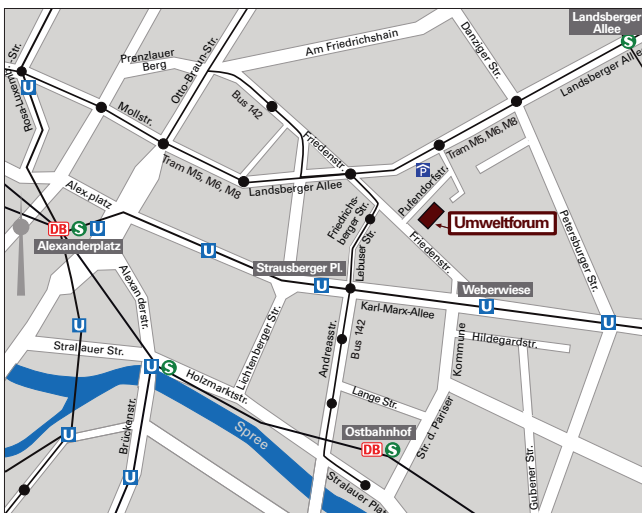 Landsberger
Allee
S
Danziger Str.
Am Friedrichshain
Prenzlauer
Berg
Otto-Braun-Str.
Rosa-Luxemb.-Str.
U
Bus 142
Landsberger Allee
Mollstr.
Friedenstr.
Tram M5, M6, M8
Tram M5, M6, M8
P
Pufendorfstr.
Landsberger Allee
Alex.platz
Friedrichs-
berger Str.
Umweltforum
Petersburger Str.
DB S U
Alexanderplatz
U
Lebuser Str.
Friedenstr.
Strausberger Pl.
U
Weberwiese
U
Karl-Marx-Allee
U
Alexanderstr.
U
Stralauer Str.
Lichtenberger Str.
Andreasstr.
Bus 142
Kommune
Hildegardstr.
U S
Holzmarktstr.
Lange Str.
Str. d. Pariser
U
Brückenstr.
Spree
Ostbahnhof
DB S
U
Gubener Str.
Stralauer Platz